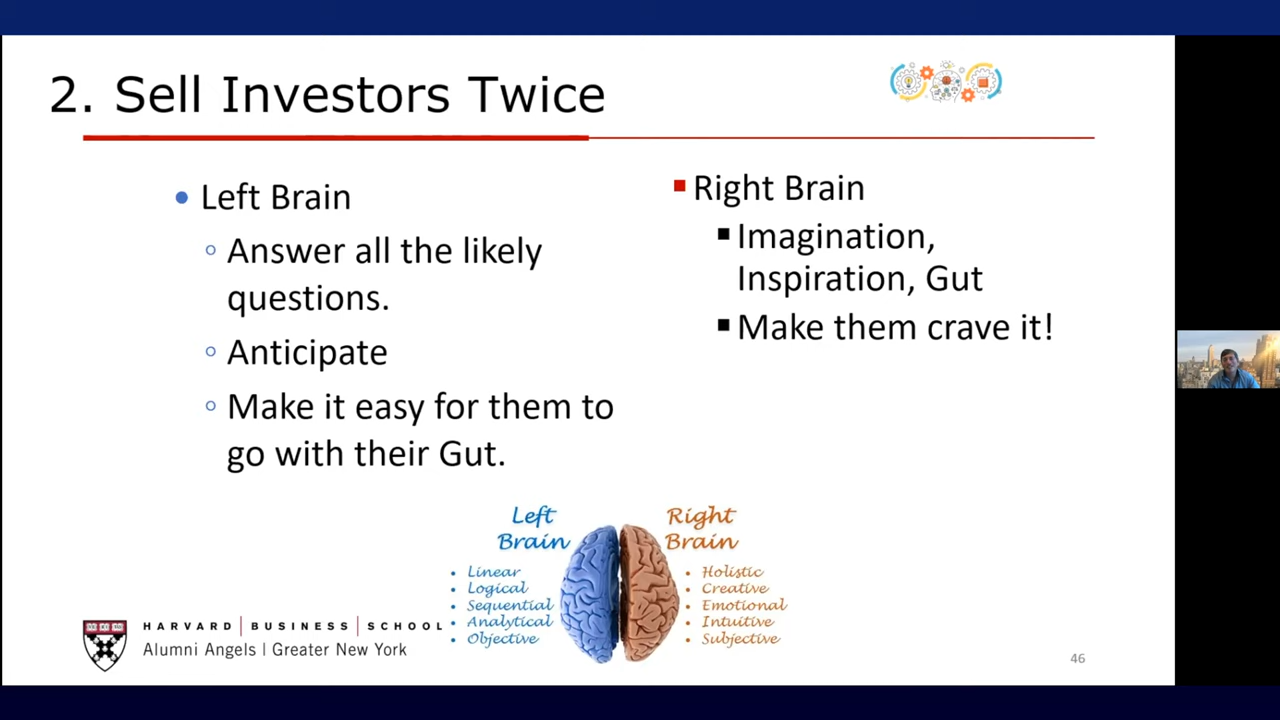 2. Sell Investors Twice
Left Brain
Answer all the likely
questions.
Anticipate
Make it easy for them to
go with their Gut.
Right Brain
Imagination,
Inspiration, Gut
Make them crave it!
Left
Brain
Linear
Logical
Sequential
Analytical
Objective
Right
Brain
Holistic
Creative
Emotional
Intuitive
Subjective
HARVARD | BUSINESS | SCHOOL
Alumni Angels | Greater New York
46